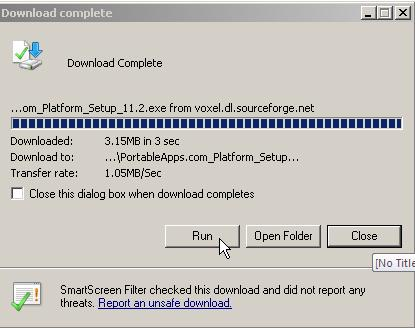 Download complete
Download Complete
...om_Platform_Setup_11.2.exe from voxel.dl.sourceforge.net
Downloaded: 3.15MB in 3 sec
Download to: ...\PortableApps.com_Platform_Setup...
Transfer rate: 1.05MB/Sec
Close this dialog box when download completes
Run Open Folder Close
[No Title
SmartScreen Filter checked this download and did not report any
threats. Report an unsafe download.